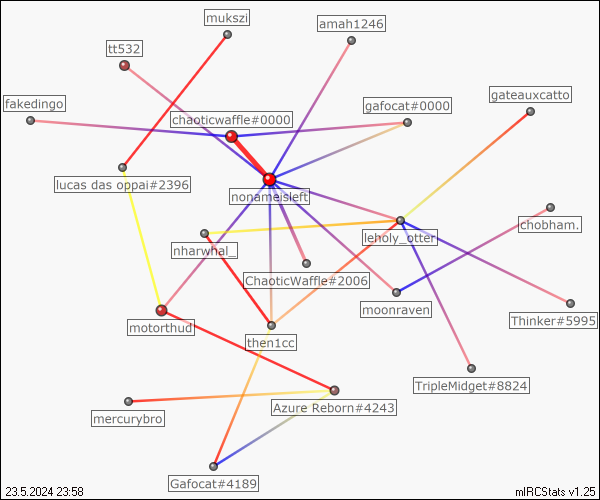 mukszi
amah1246
tt532
gateauxcatto
fakedingo
gafocat#0000
chaoticwaffle#0000
lucas das oppai#2396
nonameisleft
chobham.
leholy_otter
nharwhal_
ChaoticWaffle#2006
moonraven
Thinker#5995
motorthud
then1cc
TripleMidget#8824
Azure Reborn#4243
mercurybro
Gafocat#4189
23.5.2024 23:58
mIRCStats v1.25